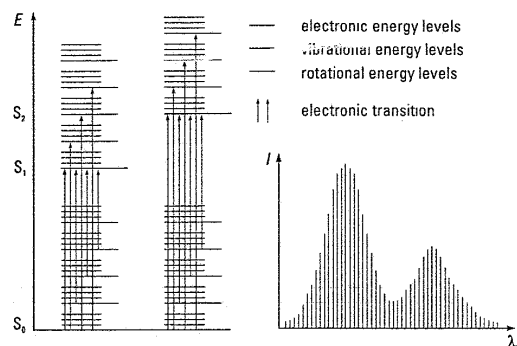 E
electronic energy levels
vibrational energy levels
rotational energy levels
electronic transition
S₂
S₁
S₀
I
λ